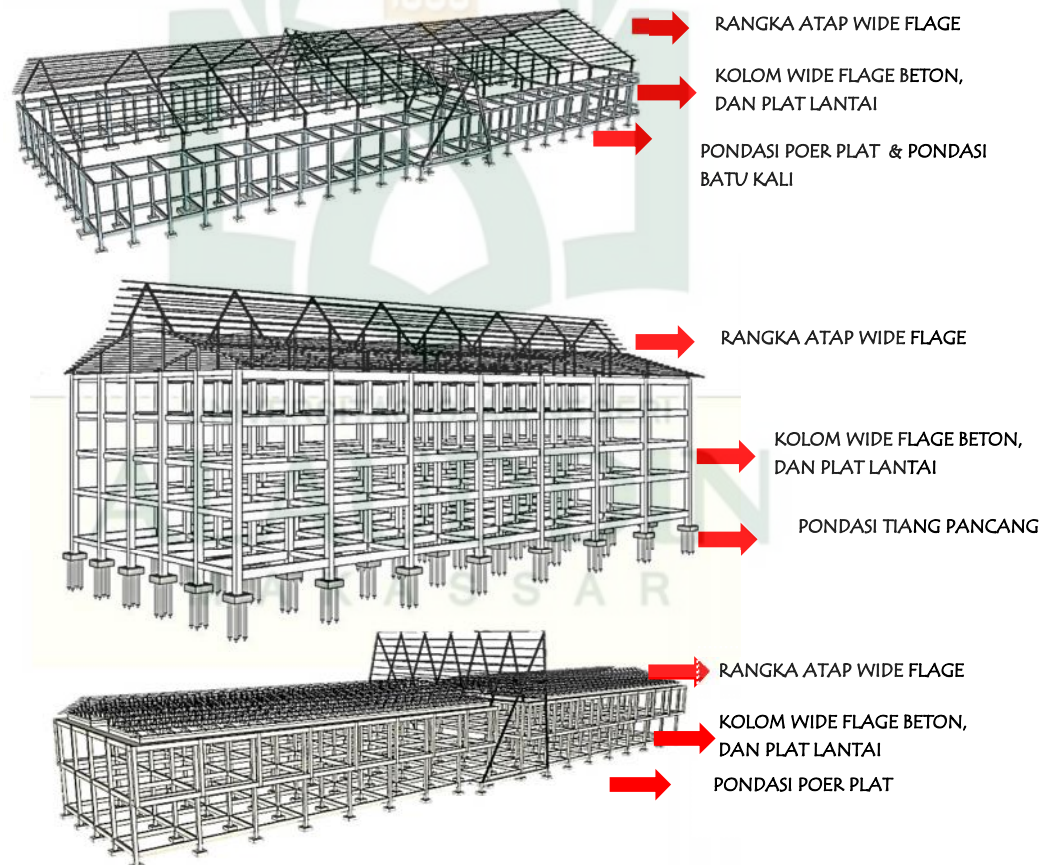 RANGKA ATAP WIDE FLAGE
KOLOM WIDE FLAGE BETON,
DAN PLAT LANTAI
PONDASI POER PLAT & PONDASI
BATU KALI
RANGKA ATAP WIDE FLAGE
KOLOM WIDE FLAGE BETON,
DAN PLAT LANTAI
PONDASI TIANG PANCANG
MAKASSAR
RANGKA ATAP WIDE FLAGE
KOLOM WIDE FLAGE BETON,
DAN PLAT LANTAI
PONDASI POER PLAT